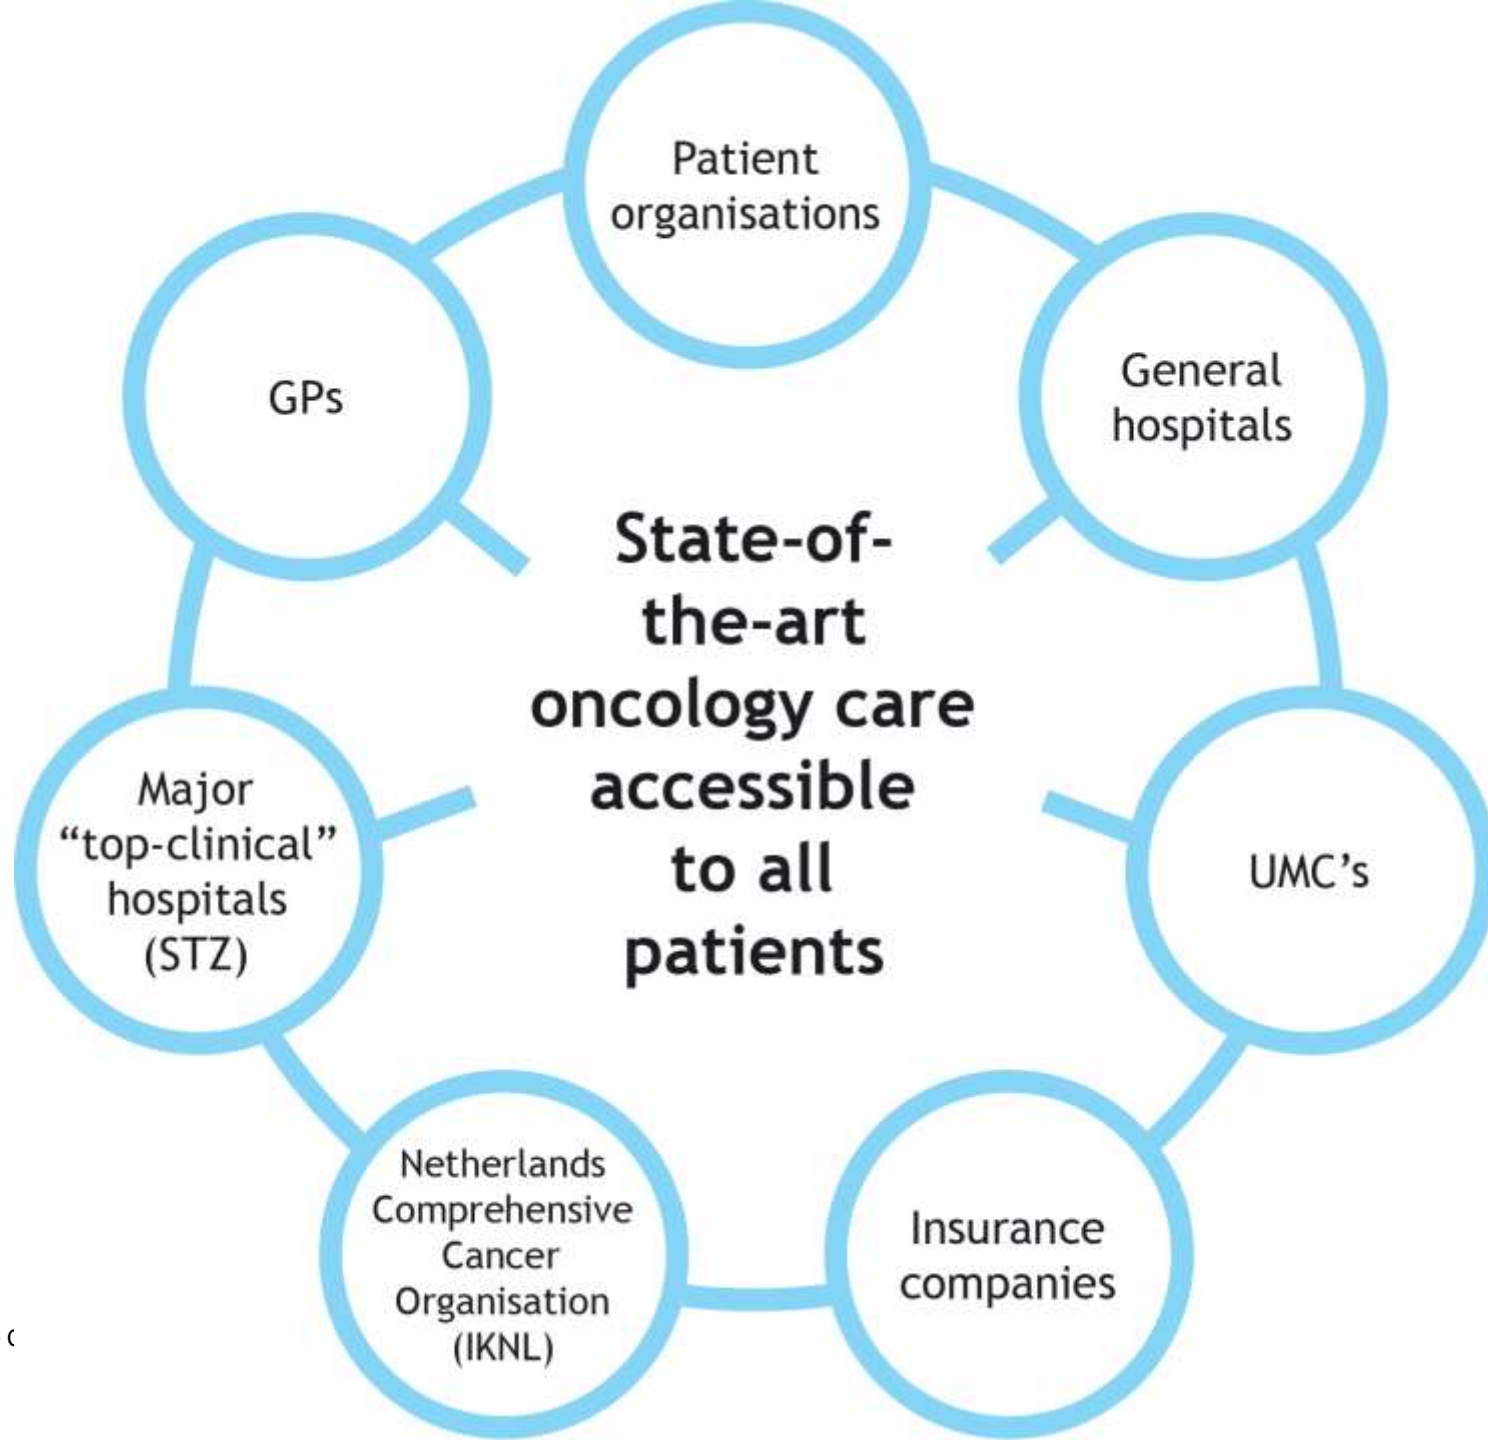 Patient
organisations
GPs
General
hospitals
State-of-
the-art
oncology care
accessible
to all
patients
Major
“top-clinical”
hospitals
(STZ)
UMC’s
Netherlands
Comprehensive
Cancer
Organisation
(IKNL)
Insurance
companies